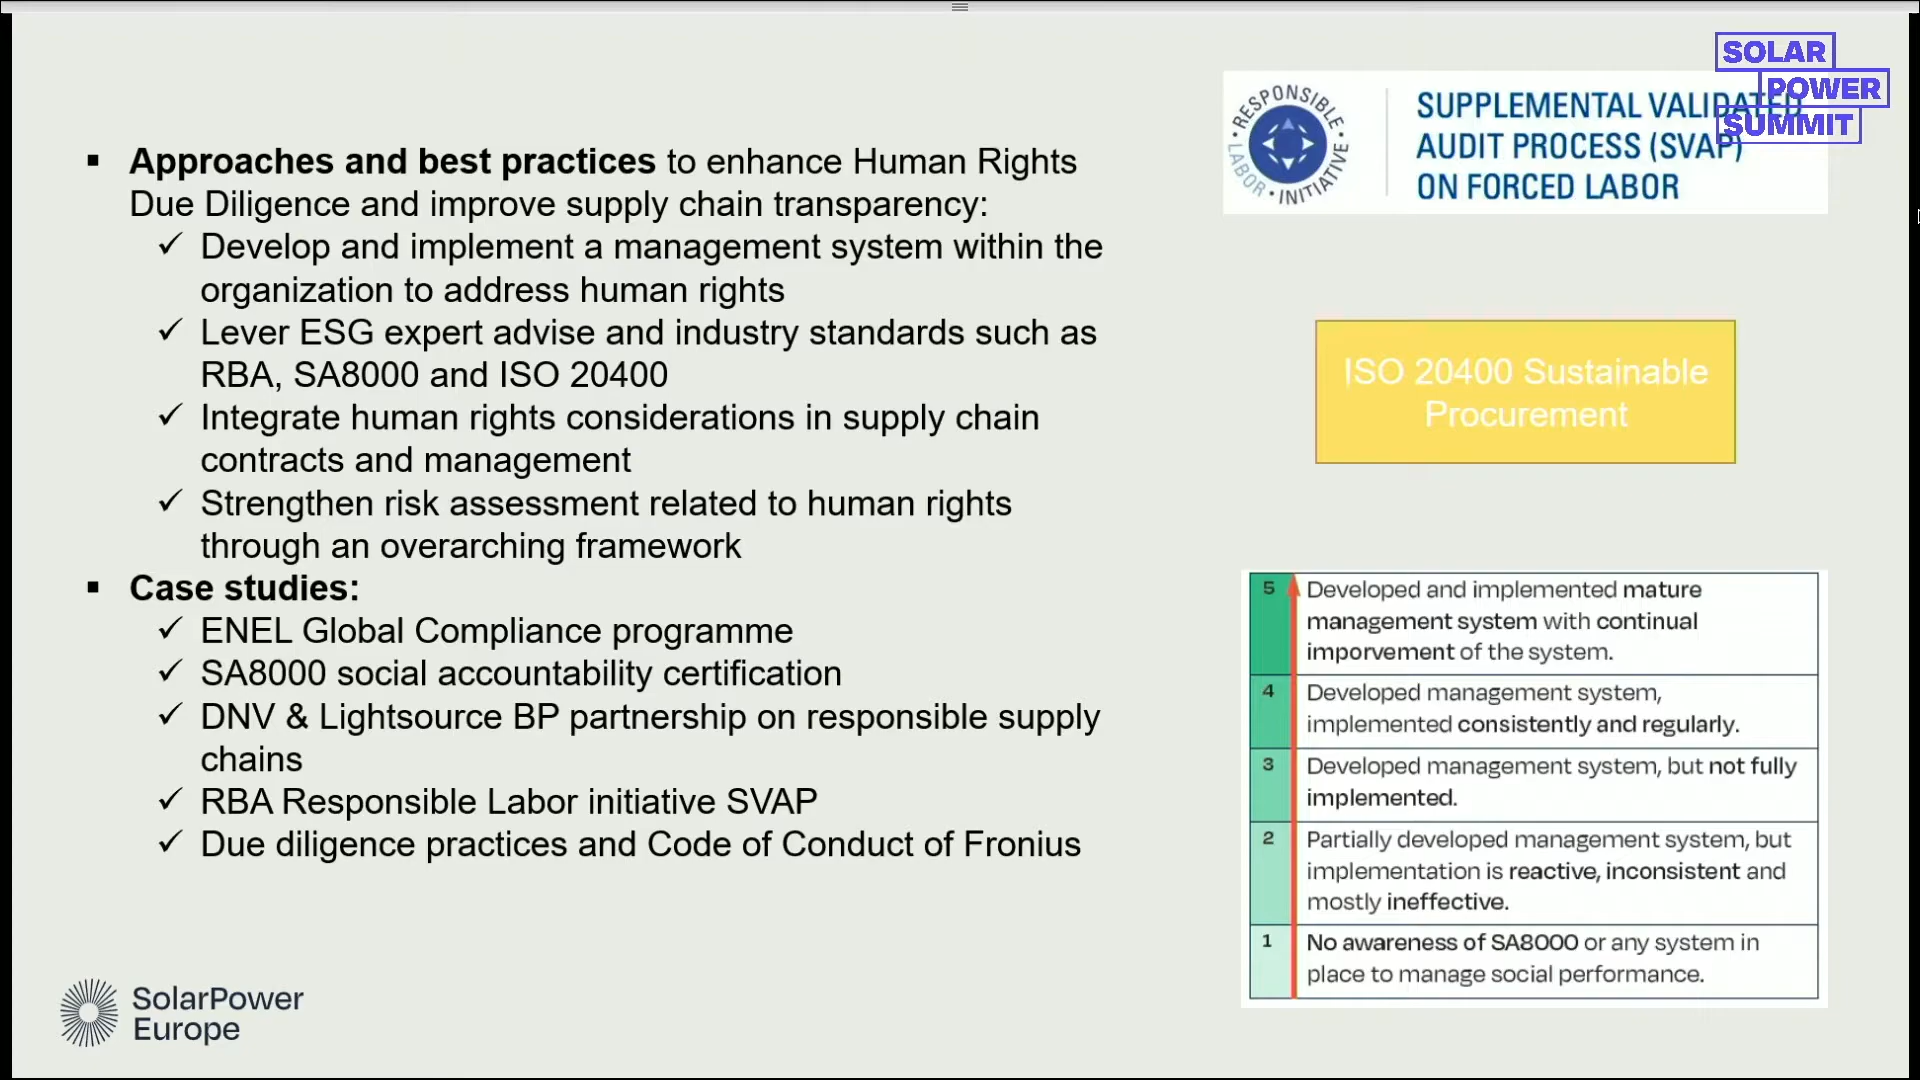 SOLAR
POWER
SUMMIT
RESPONSIBLE LABOR INITIATIVE
SUPPLEMENTAL VALIDATED
AUDIT PROCESS (SVAP)
ON FORCED LABOR
Approaches and best practices to enhance Human Rights
Due Diligence and improve supply chain transparency:
Develop and implement a management system within the
organization to address human rights
Lever ESG expert advise and industry standards such as
RBA, SA8000 and ISO 20400
Integrate human rights considerations in supply chain
contracts and management
Strengthen risk assessment related to human rights
through an overarching framework
Case studies:
ENEL Global Compliance programme
SA8000 social accountability certification
DNV & Lightsource BP partnership on responsible supply
chains
RBA Responsible Labor initiative SVAP
Due diligence practices and Code of Conduct of Fronius
ISO 20400 Sustainable
Procurement
5 Developed and implemented mature
management system with continual
imporvement of the system.
4 Developed management system,
implemented consistently and regularly.
3 Developed management system, but not fully
implemented.
2 Partially developed management system, but
implementation is reactive, inconsistent and
mostly ineffective.
1 No awareness of SA8000 or any system in
place to manage social performance.
SolarPower
Europe